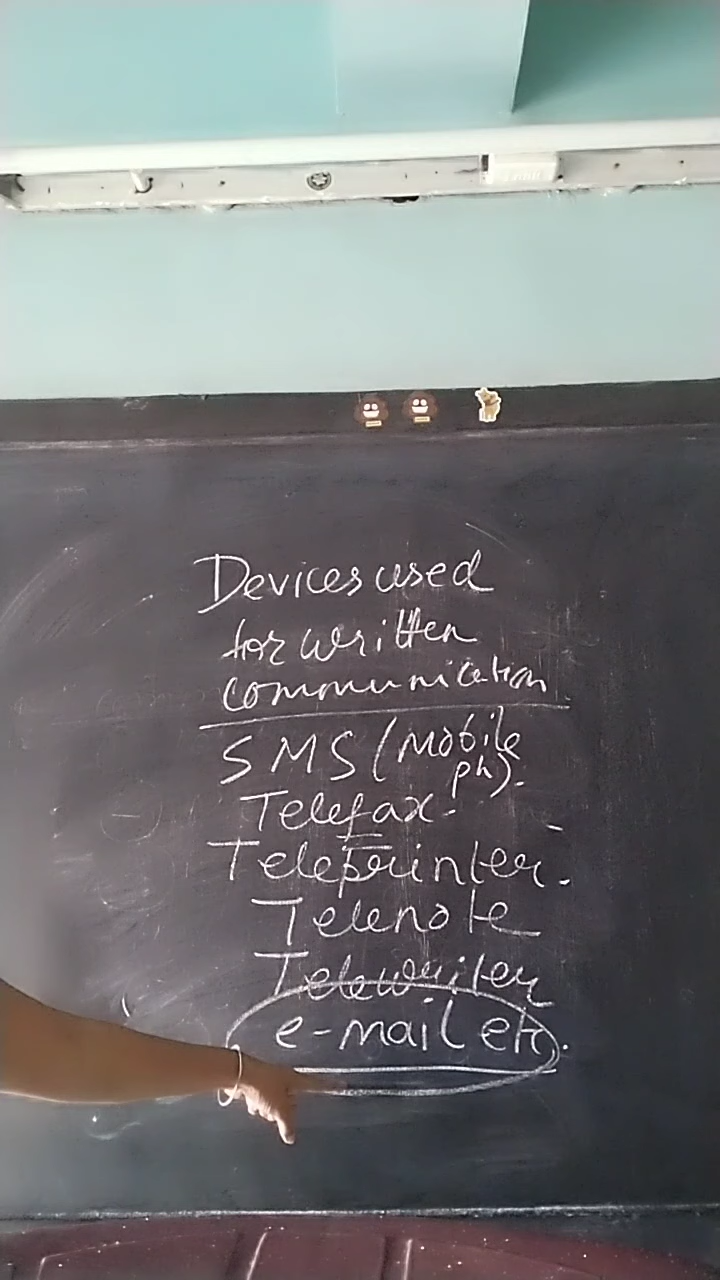 Devices used
for written
communication
SMS (Mobile
ph).
Telefax.
Teleprinter.
Telenote
Telewriter
e-mail etc.